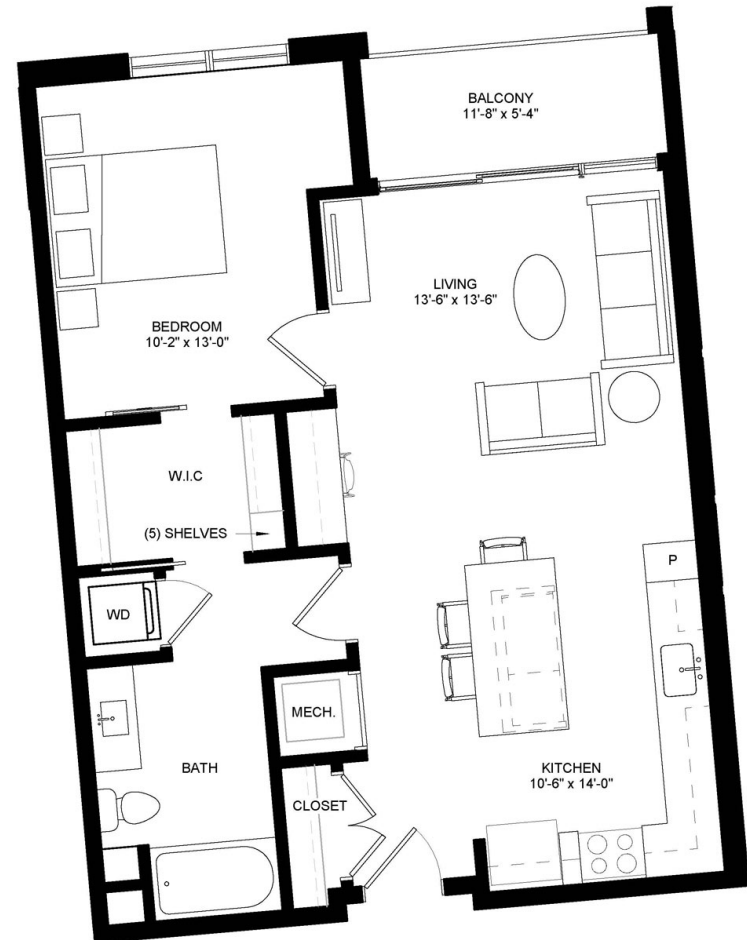 BALCONY
11'-8" x 5'-4"
LIVING
13'-6" x 13'-6"
BEDROOM
10'-2" x 13'-0"
W.I.C
(5) SHELVES
P
WD
MECH.
BATH
KITCHEN
10'-6" x 14'-0"
CLOSET